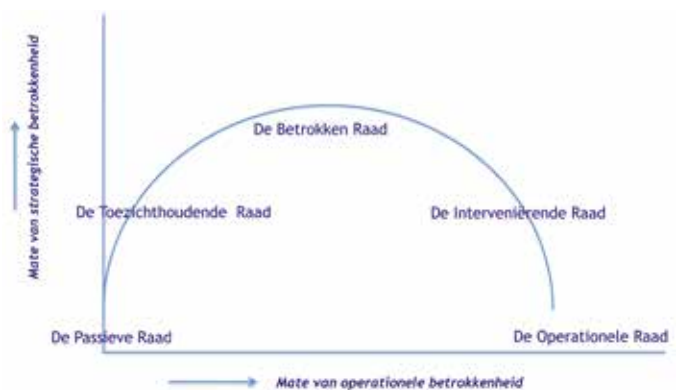 Mate van strategische betrokkenheid
De Betrokken Raad
De Toezichthoudende Raad
De Interveniërende Raad
De Passieve Raad
De Operationele Raad
Mate van operationele betrokkenheid